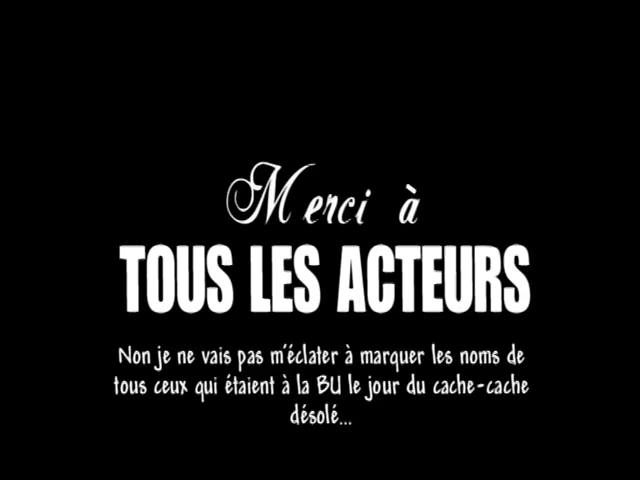 Merci à
TOUS LES ACTEURS
Non je ne vais pas m'éclater à marquer les noms de
tous ceux qui étaient à la BU le jour du cache-cache
désolé...